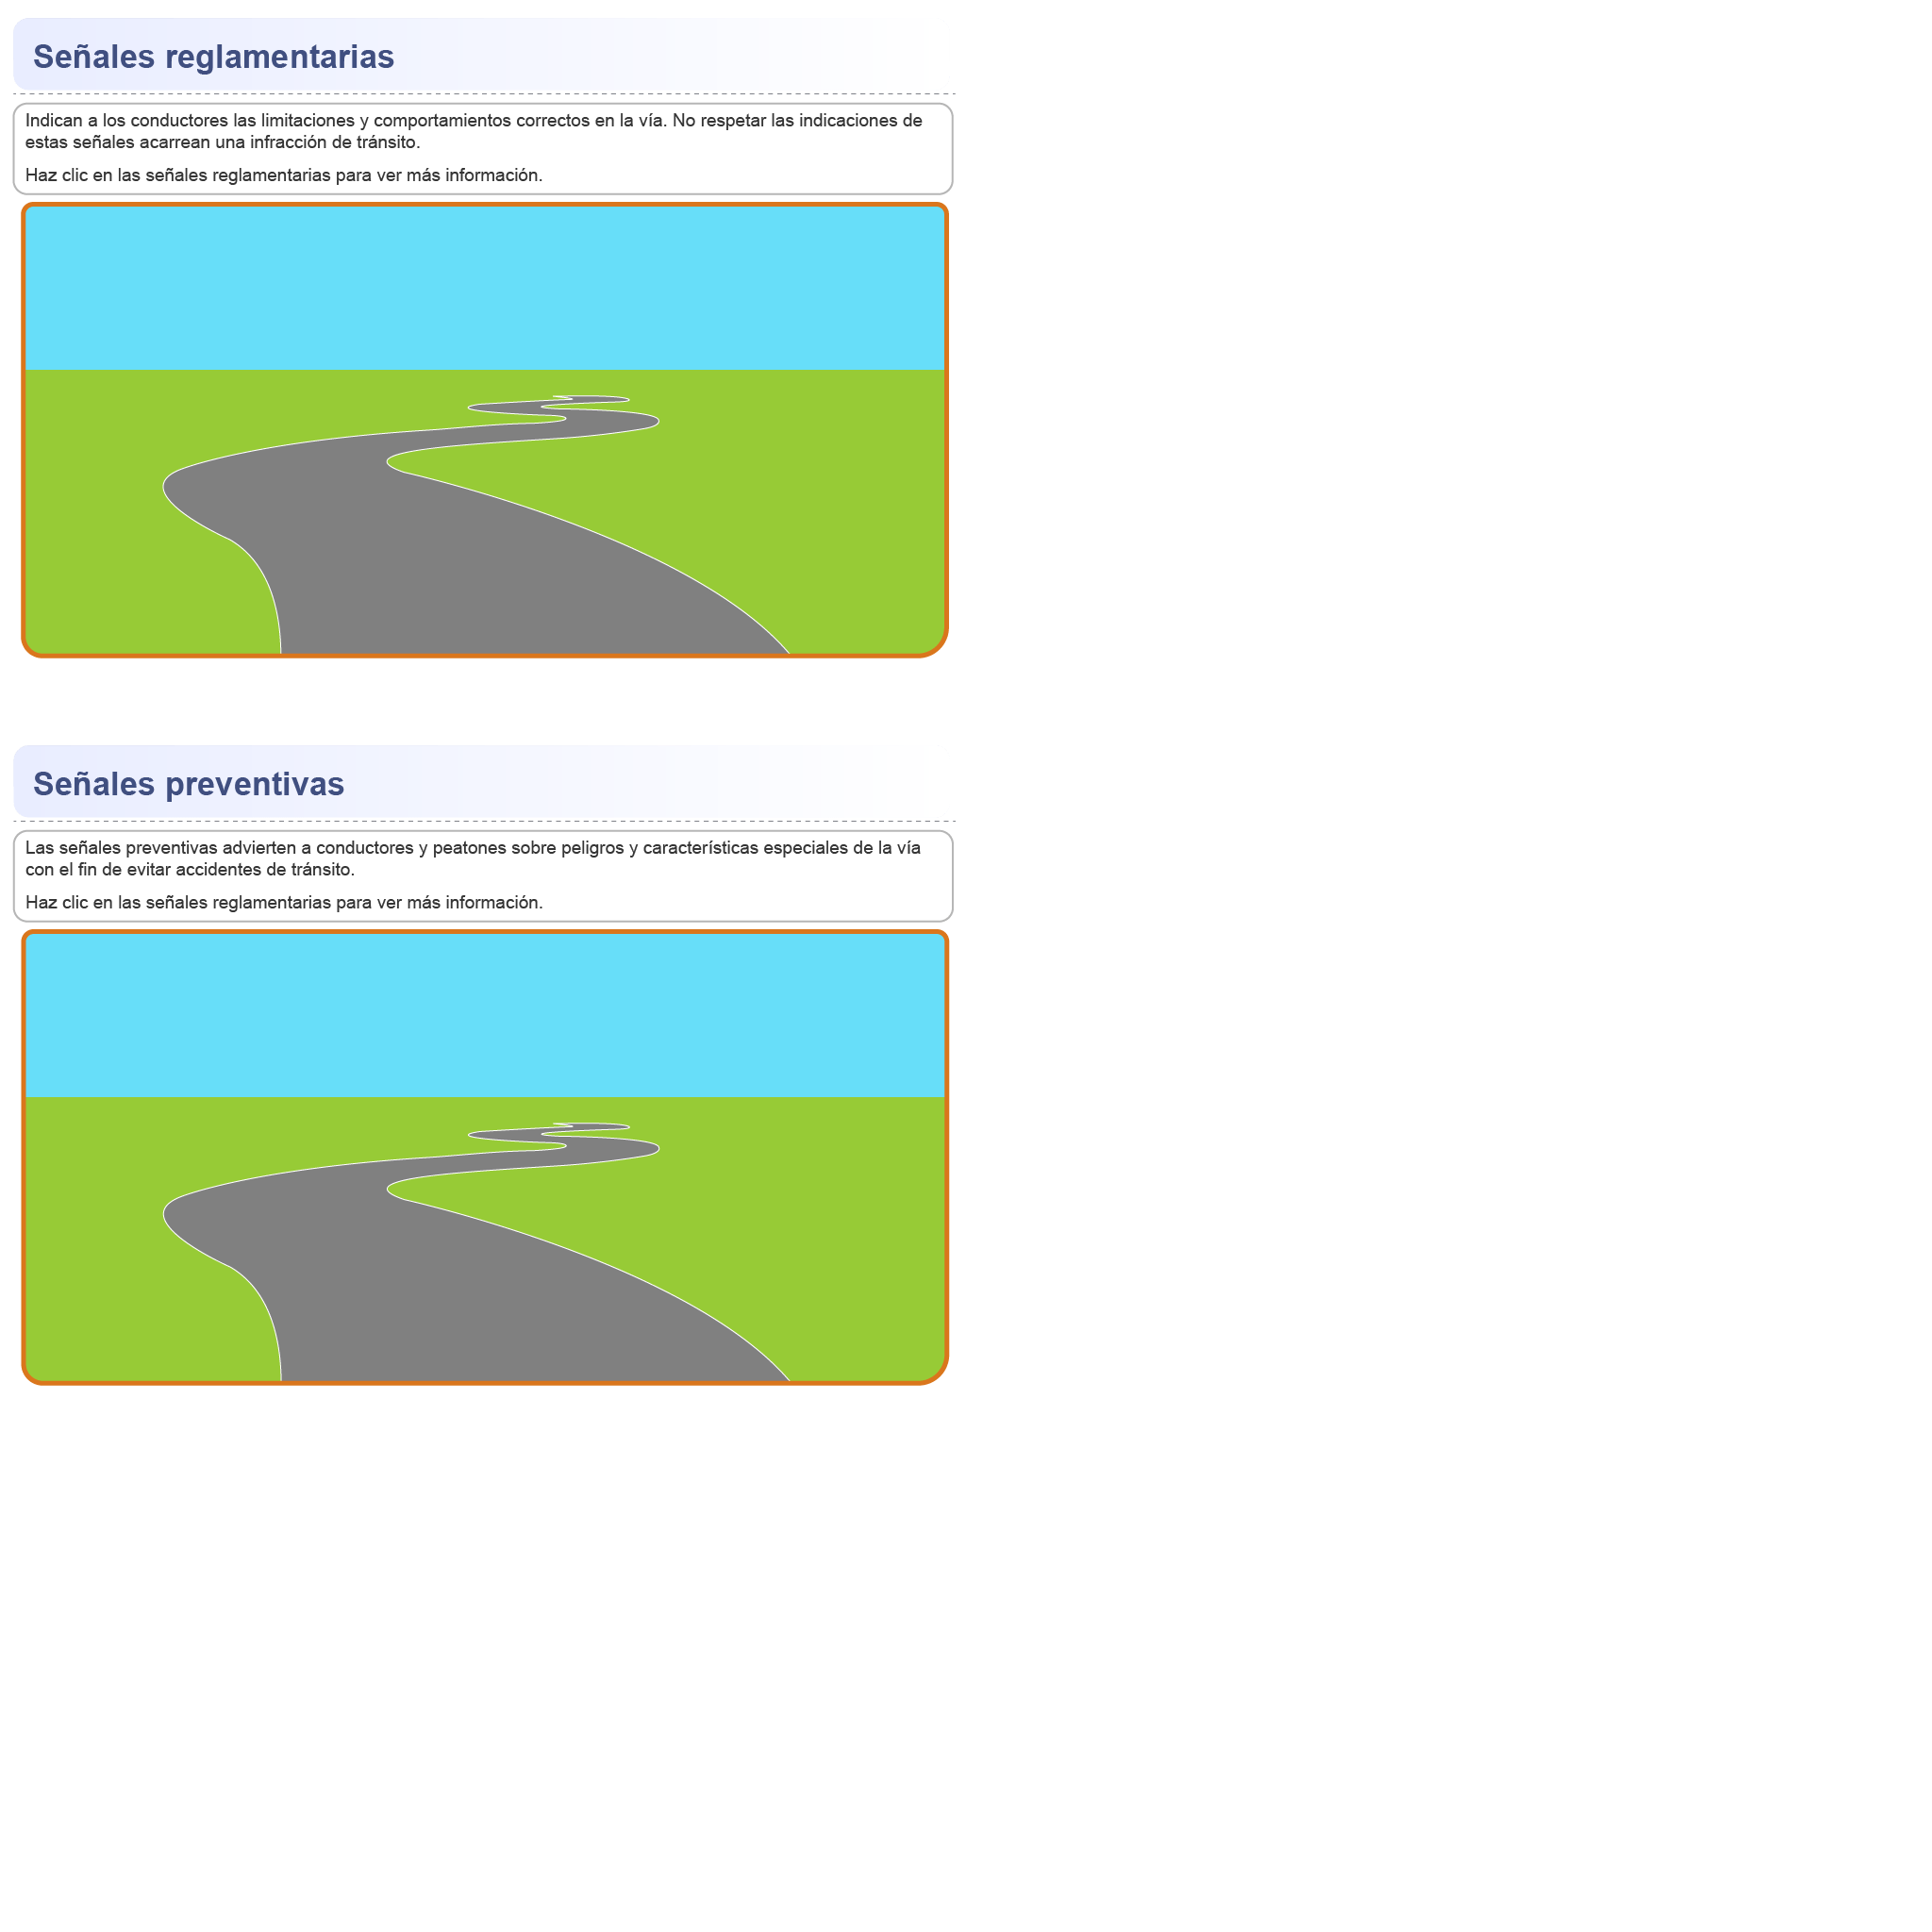 Señales reglamentarias
Indican a los conductores las limitaciones y comportamientos correctos en la vía. No respetar las indicaciones de
estas señales acarrean una infracción de tránsito.
Haz clic en las señales reglamentarias para ver más información.
Señales preventivas
Las señales preventivas advierten a conductores y peatones sobre peligros y características especiales de la vía
con el fin de evitar accidentes de tránsito.
Haz clic en las señales reglamentarias para ver más información.